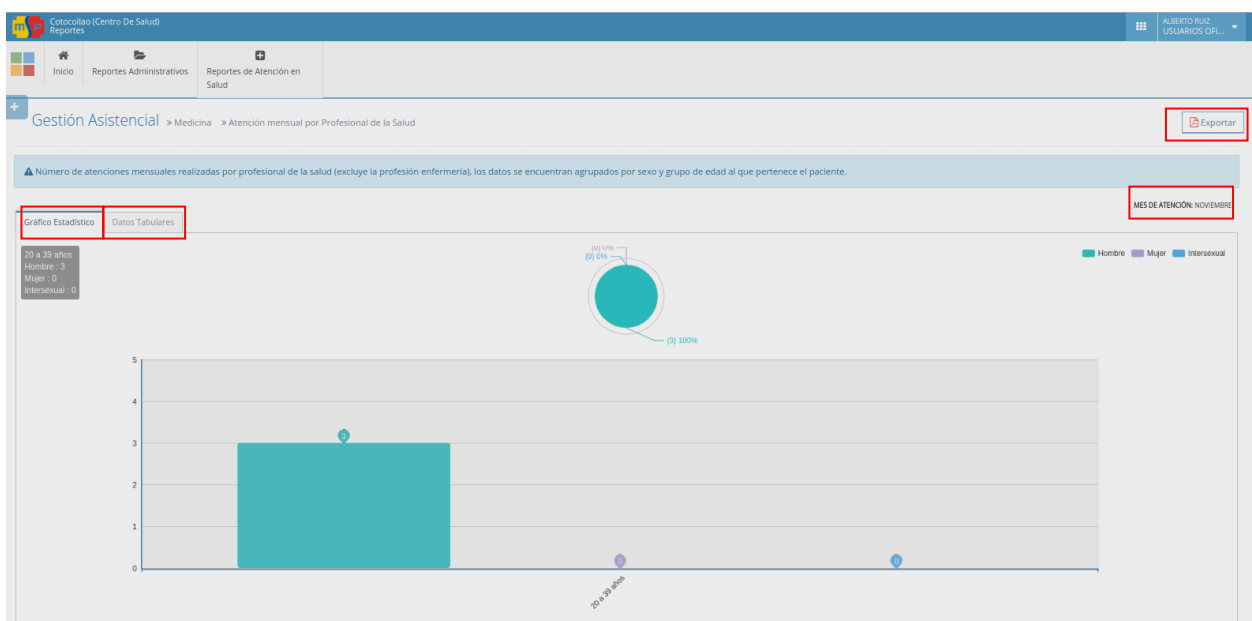 msp
Cotocollao (Centro De Salud)
Reportes
ALBERTO RUIZ
USUARIOS OFI...
Inicio
Reportes Administrativos
Reportes de Atención en
Salud
+
Gestión Asistencial » Medicina » Atención mensual por Profesional de la Salud
Exportar
Número de atenciones mensuales realizadas por profesional de la salud (excluye la profesión enfermería), los datos se encuentran agrupados por sexo y grupo de edad al que pertenece el paciente.
MES DE ATENCIÓN: NOVIEMBRE
Gráfico Estadístico
Datos Tabulares
20 a 39 años
Hombre : 3
Mujer : 0
Intersexual : 0
(0) 0%
(0) 0%
(3) 100%
Hombre
Mujer
Intersexual
5
4
3
2
1
0
3
0
0
20 a 39 años